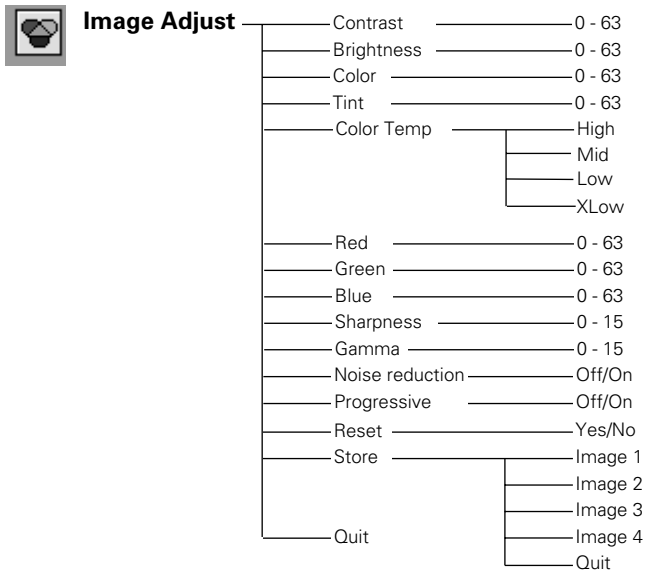 Image Adjust Contrast 0 - 63
Brightness 0 - 63
Color 0 - 63
Tint 0 - 63
Color Temp High
Mid
Low
XLow
Red 0 - 63
Green 0 - 63
Blue 0 - 63
Sharpness 0 - 15
Gamma 0 - 15
Noise reduction Off/On
Progressive Off/On
Reset Yes/No
Store Image 1
Image 2
Image 3
Quit Image 4
Quit